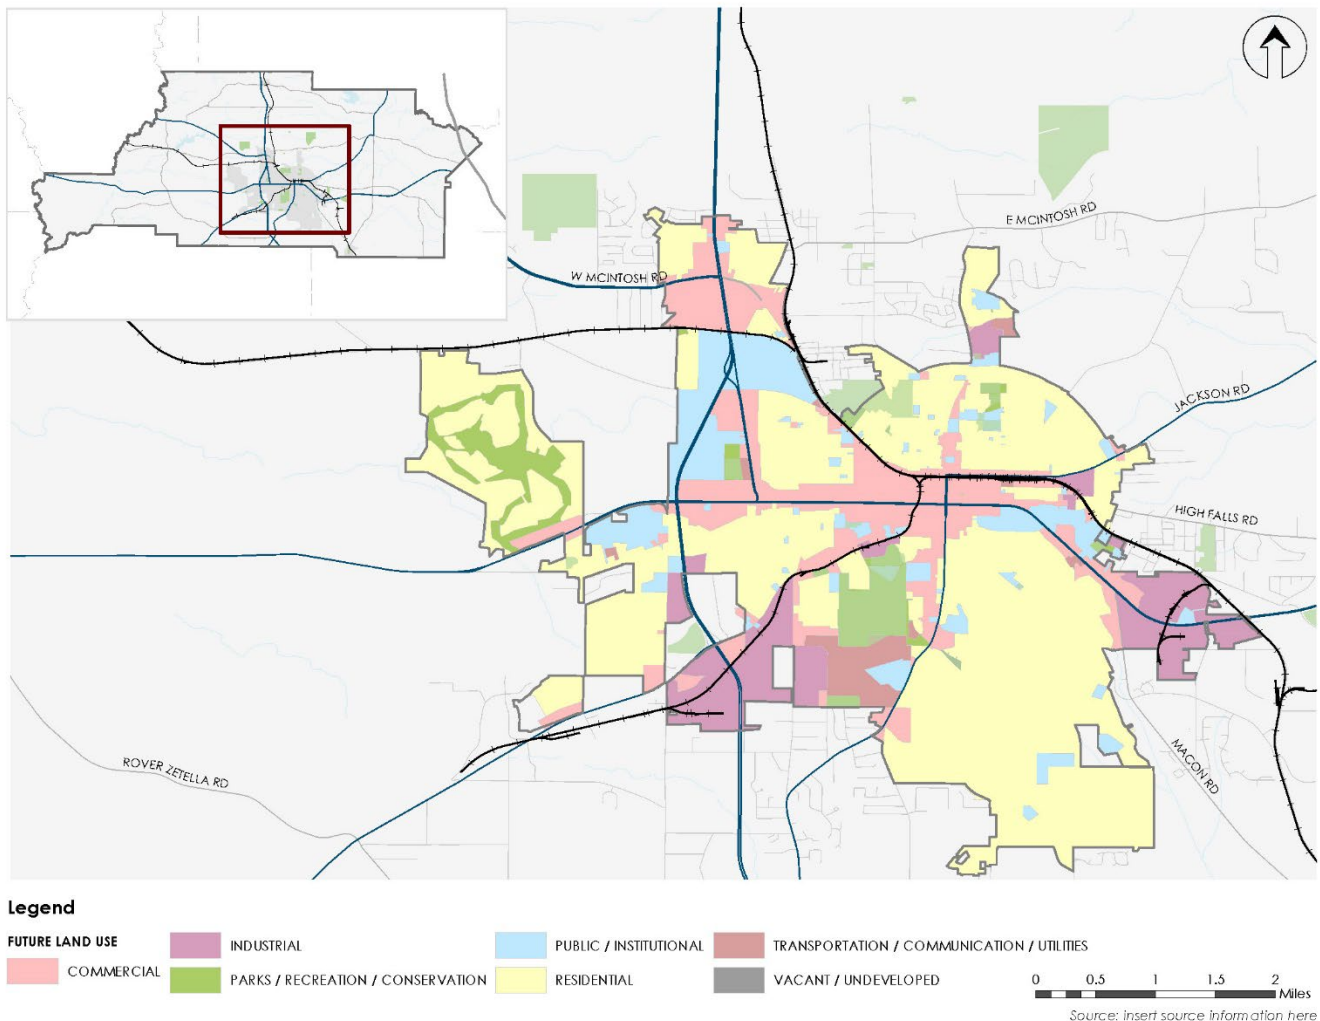 E MCINTOSH RD
W MCINTOSH RD
JACKSON RD
HIGH FALLS RD
ROVER ZETELLA RD
MACON RD
Legend
FUTURE LAND USE
COMMERCIAL
INDUSTRIAL
PARKS / RECREATION / CONSERVATION
PUBLIC / INSTITUTIONAL
RESIDENTIAL
TRANSPORTATION / COMMUNICATION / UTILITIES
VACANT / UNDEVELOPED
0 0.5 1 1.5 2
Miles
Source: insert source information here